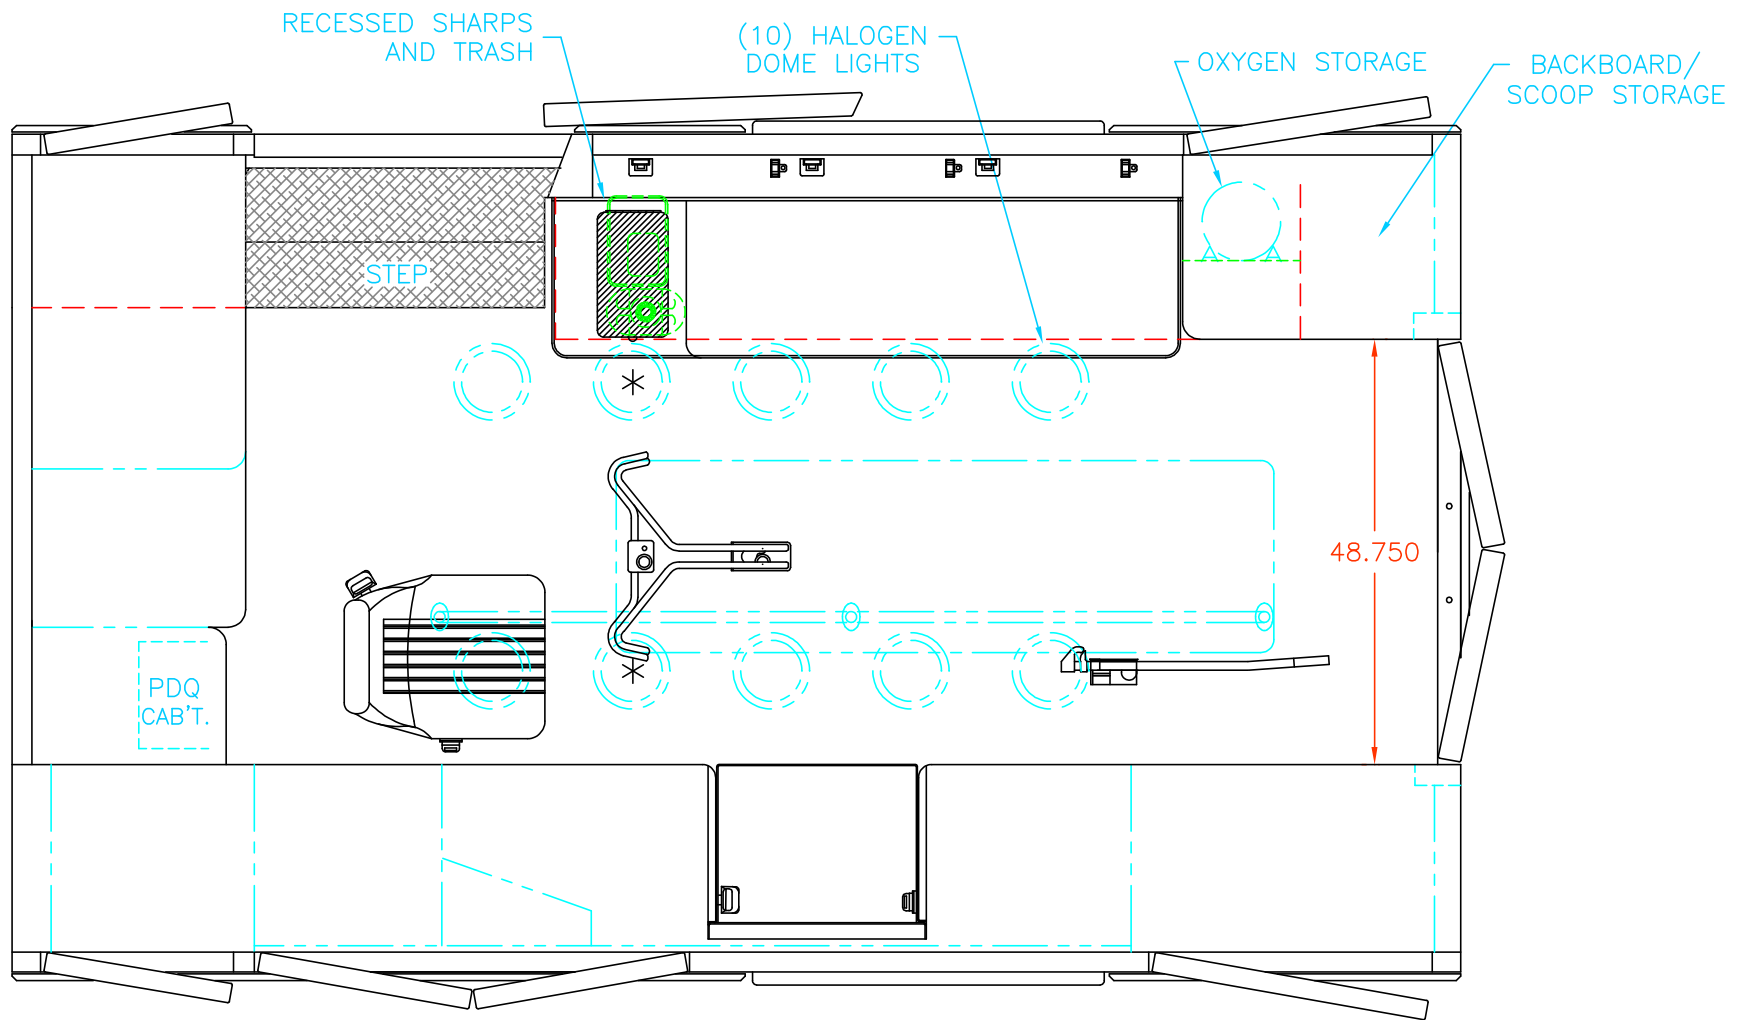 RECESSED SHARPS
AND TRASH
(10) HALOGEN
DOME LIGHTS
OXYGEN STORAGE
BACKBOARD/
SCOOP STORAGE
STEP
48.750
PDQ
CAB'T.